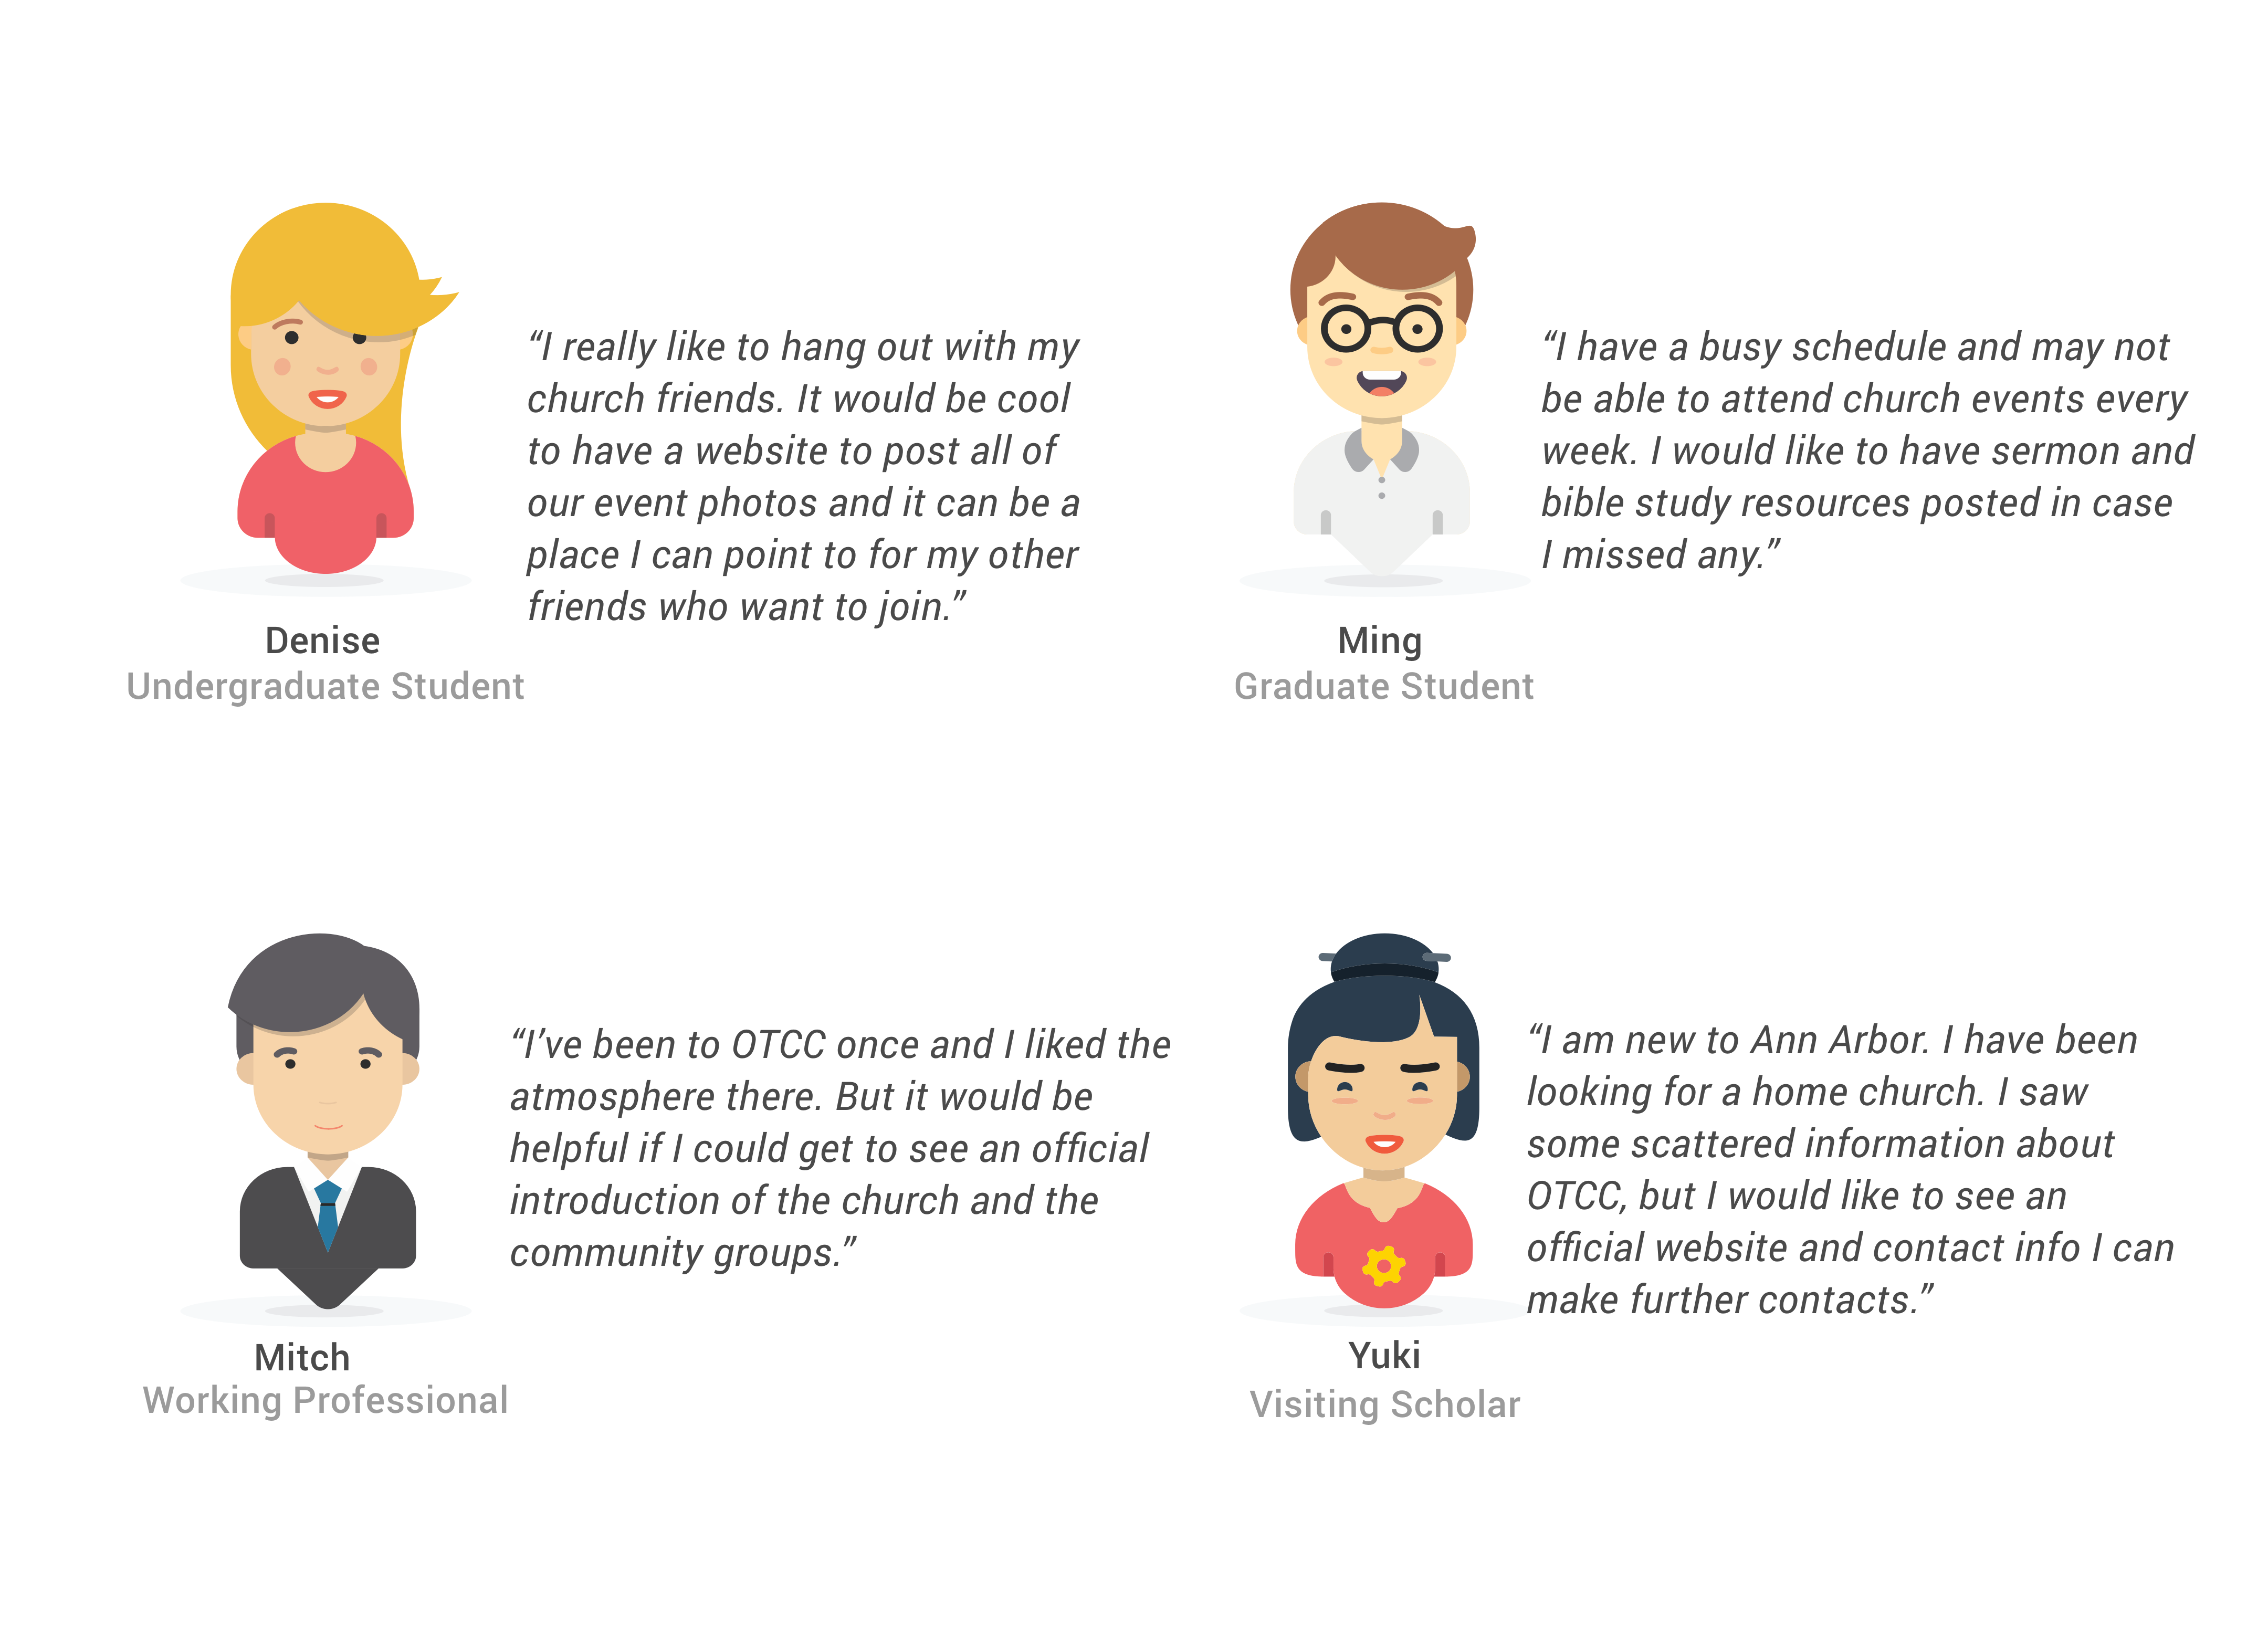 “I really like to hang out with my
church friends. It would be cool
to have a website to post all of
our event photos and it can be a
place I can point to for my other
friends who want to join.”
Denise
Undergraduate Student
“I have a busy schedule and may not
be able to attend church events every
week. I would like to have sermon and
bible study resources posted in case
I missed any.”
Ming
Graduate Student
“I’ve been to OTCC once and I liked the
atmosphere there. But it would be
helpful if I could get to see an official
introduction of the church and the
community groups.”
Mitch
Working Professional
“I am new to Ann Arbor. I have been
looking for a home church. I saw
some scattered information about
OTCC, but I would like to see an
official website and contact info I can
make further contacts.”
Yuki
Visiting Scholar